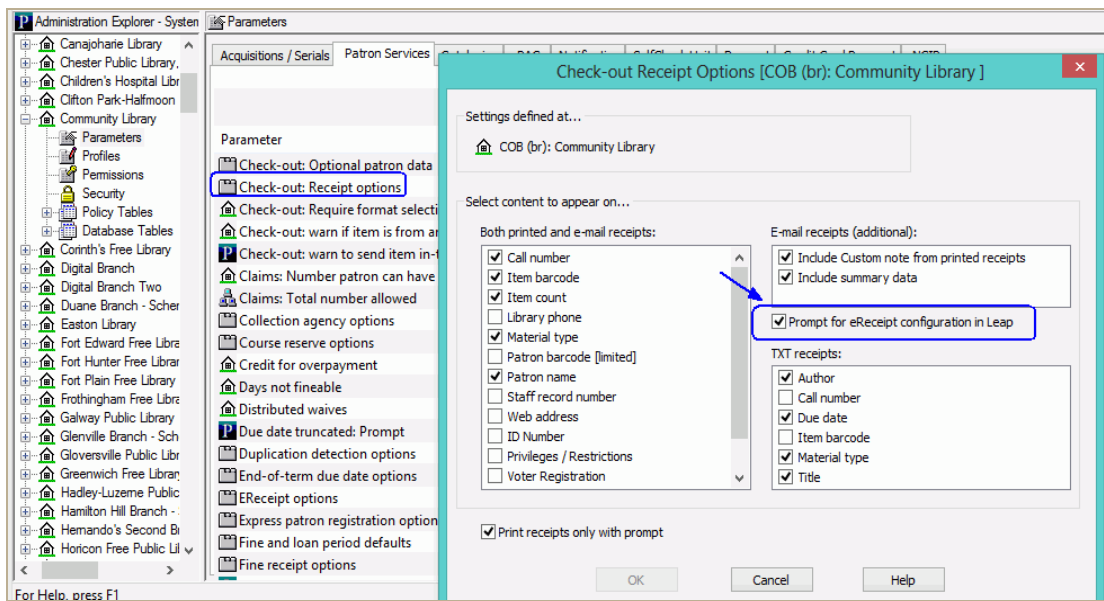 Administration Explorer - System
Parameters
Canajoharie Library
Chester Public Library,
Children's Hospital Libr
Clifton Park-Halfmoon
Community Library
Parameters
Profiles
Permissions
Security
Policy Tables
Database Tables
Corinth's Free Library
Digital Branch
Digital Branch Two
Duane Branch - Scher
Easton Library
Fort Edward Free Libra
Fort Hunter Free Librar
Fort Plain Free Library
Frothingham Free Libra
Galway Public Library
Glenville Branch - Sch
Gloversville Public Libr
Greenwich Free Library
Hadley-Luzerne Public
Hamilton Hill Branch -
Hernando's Second Br
Horicon Free Public Lil
For Help, press F1
Acquisitions / Serials
Patron Services
Parameter
Check-out: Optional patron data
Check-out: Receipt options
Check-out: Require format selecti
Check-out: warn if item is from ar
Check-out: warn to send item in-t
Claims: Number patron can have
Claims: Total number allowed
Collection agency options
Course reserve options
Credit for overpayment
Days not fineable
Distributed waives
Due date truncated: Prompt
Duplication detection options
End-of-term due date options
EReceipt options
Express patron registration option
Fine and loan period defaults
Fine receipt options
Check-out Receipt Options [COB (br): Community Library ]
Settings defined at...
COB (br): Community Library
Select content to appear on...
Both printed and e-mail receipts:
Call number
Item barcode
Item count
Library phone
Material type
Patron barcode [limited]
Patron name
Staff record number
Web address
ID Number
Privileges / Restrictions
Voter Registration
E-mail receipts (additional):
Include Custom note from printed receipts
Include summary data
Prompt for eReceipt configuration in Leap
TXT receipts:
Author
Call number
Due date
Item barcode
Material type
Title
Print receipts only with prompt
OK
Cancel
Help